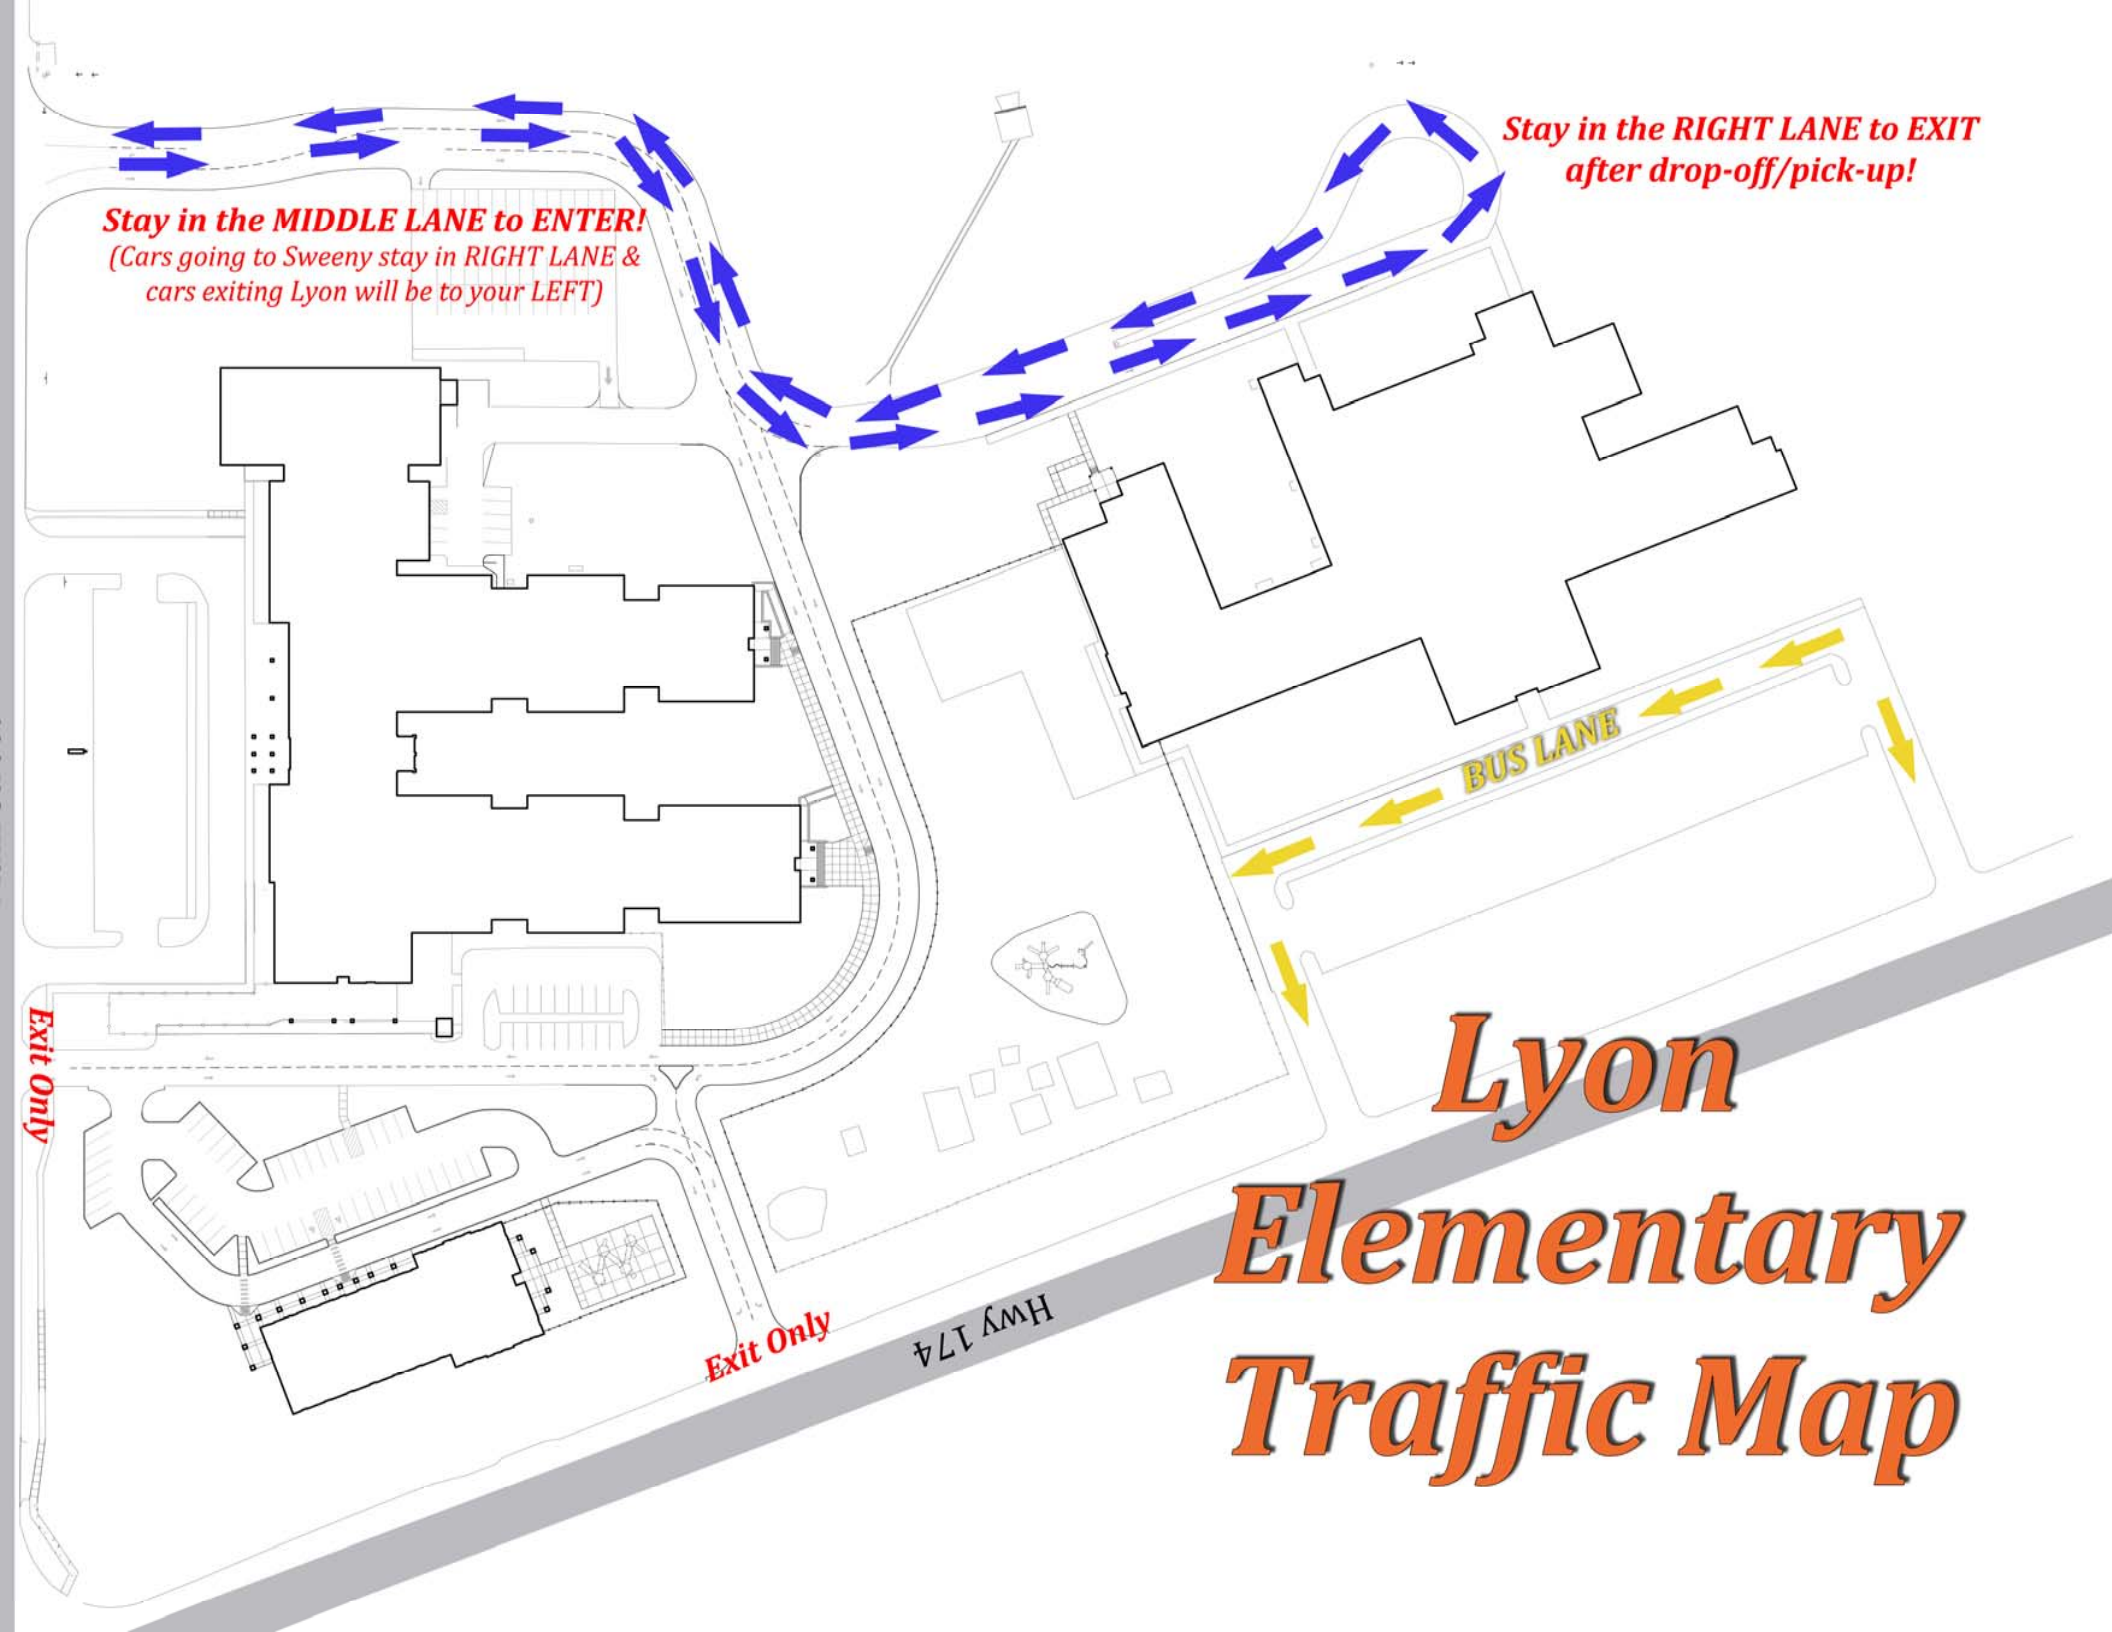 Stay in the RIGHT LANE to EXIT
after drop-off/pick-up!
Stay in the MIDDLE LANE to ENTER!
(Cars going to Sweeny stay in RIGHT LANE &
cars exiting Lyon will be to your LEFT)
BUS LANE
Exit Only
Exit Only
Hwy 174
Lyon
Elementary
Traffic Map